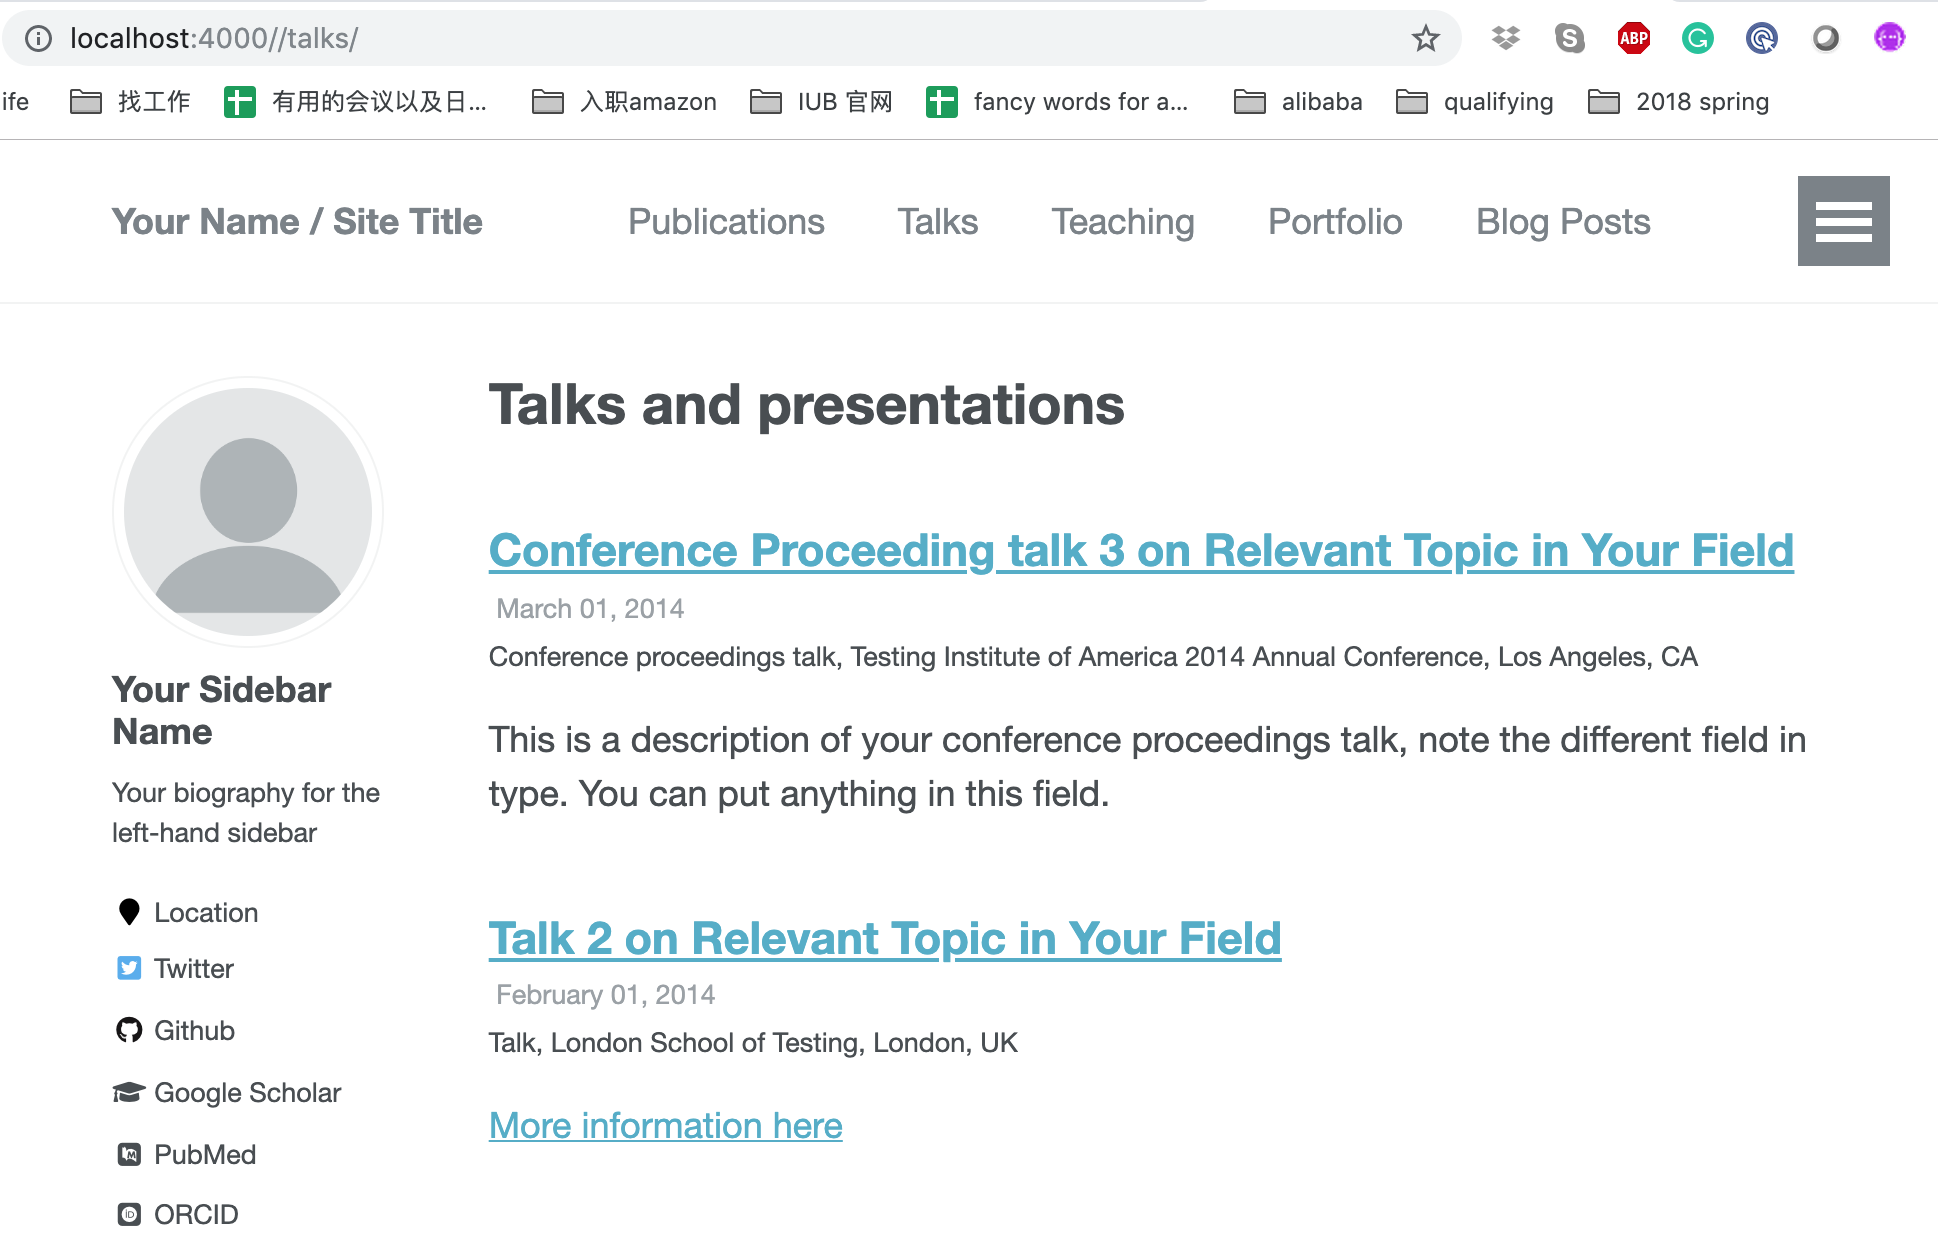 localhost:4000//talks/
ABP
ife 找工作 有用的会议以及日... 入职amazon IUB 官网 fancy words for a... alibaba qualifying 2018 spring
Your Name / Site Title Publications Talks Teaching Portfolio Blog Posts
Talks and presentations
Conference Proceeding talk 3 on Relevant Topic in Your Field
March 01, 2014
Conference proceedings talk, Testing Institute of America 2014 Annual Conference, Los Angeles, CA
This is a description of your conference proceedings talk, note the different field in
type. You can put anything in this field.
Talk 2 on Relevant Topic in Your Field
February 01, 2014
Talk, London School of Testing, London, UK
More information here
Your Sidebar
Name
Your biography for the
left-hand sidebar
Location
Twitter
Github
Google Scholar
PubMed
ORCID